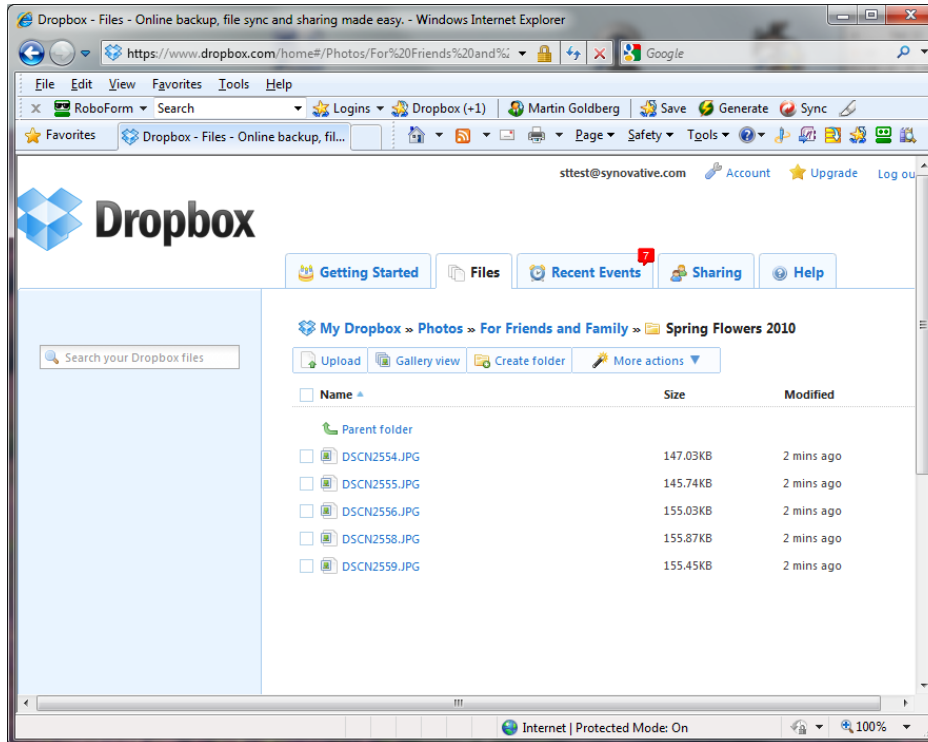 Dropbox - Files - Online backup, file sync and sharing made easy. - Windows Internet Explorer
https://www.dropbox.com/home#/Photos/For%20Friends%20and%2
Google
File Edit View Favorites Tools Help
RoboForm Search Logins Dropbox (+1) Martin Goldberg Save Generate Sync
Favorites Dropbox - Files - Online backup, fil... Page Safety Tools
sttest@synovative.com Account Upgrade Log ou
Dropbox
7
Getting Started Files Recent Events Sharing Help
My Dropbox » Photos » For Friends and Family » Spring Flowers 2010
Search your Dropbox files
Upload Gallery view Create folder More actions
Name Size Modified
Parent folder
DSCN2554.JPG 147.03KB 2 mins ago
DSCN2555.JPG 145.74KB 2 mins ago
DSCN2556.JPG 155.03KB 2 mins ago
DSCN2558.JPG 155.87KB 2 mins ago
DSCN2559.JPG 155.45KB 2 mins ago
Internet | Protected Mode: On 100%